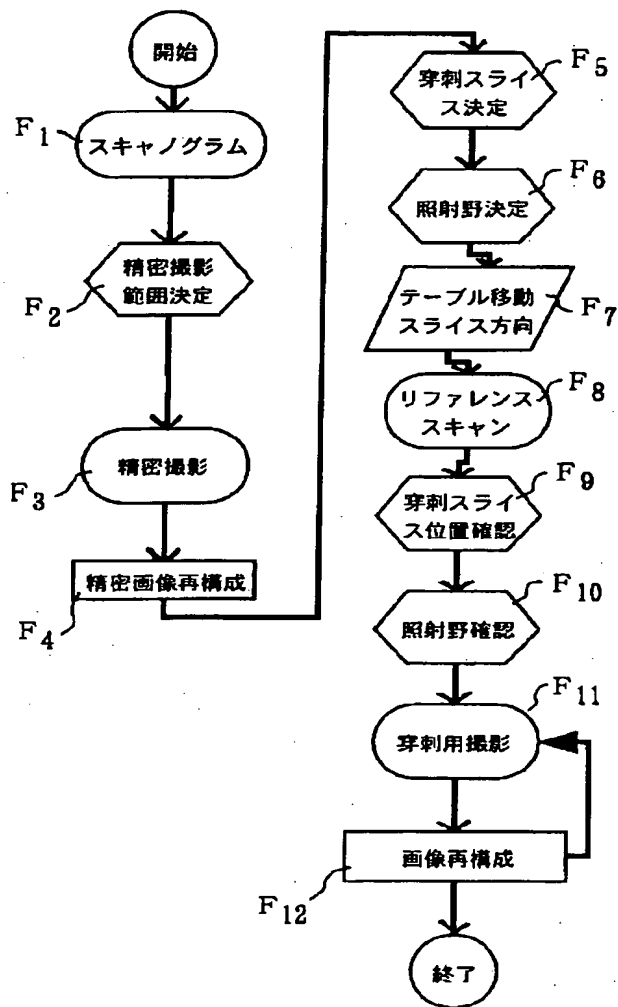 開始
F1
スキャノグラム
F2
精密撮影
範囲決定
F3
精密撮影
F4
精密画像再構成
F5
穿刺スライ
ス決定
F6
照射野決定
F7
テーブル移動
スライス方向
F8
リファレンス
スキャン
F9
穿刺スライ
ス位置確認
F10
照射野確認
F11
穿刺用撮影
F12
画像再構成
終了